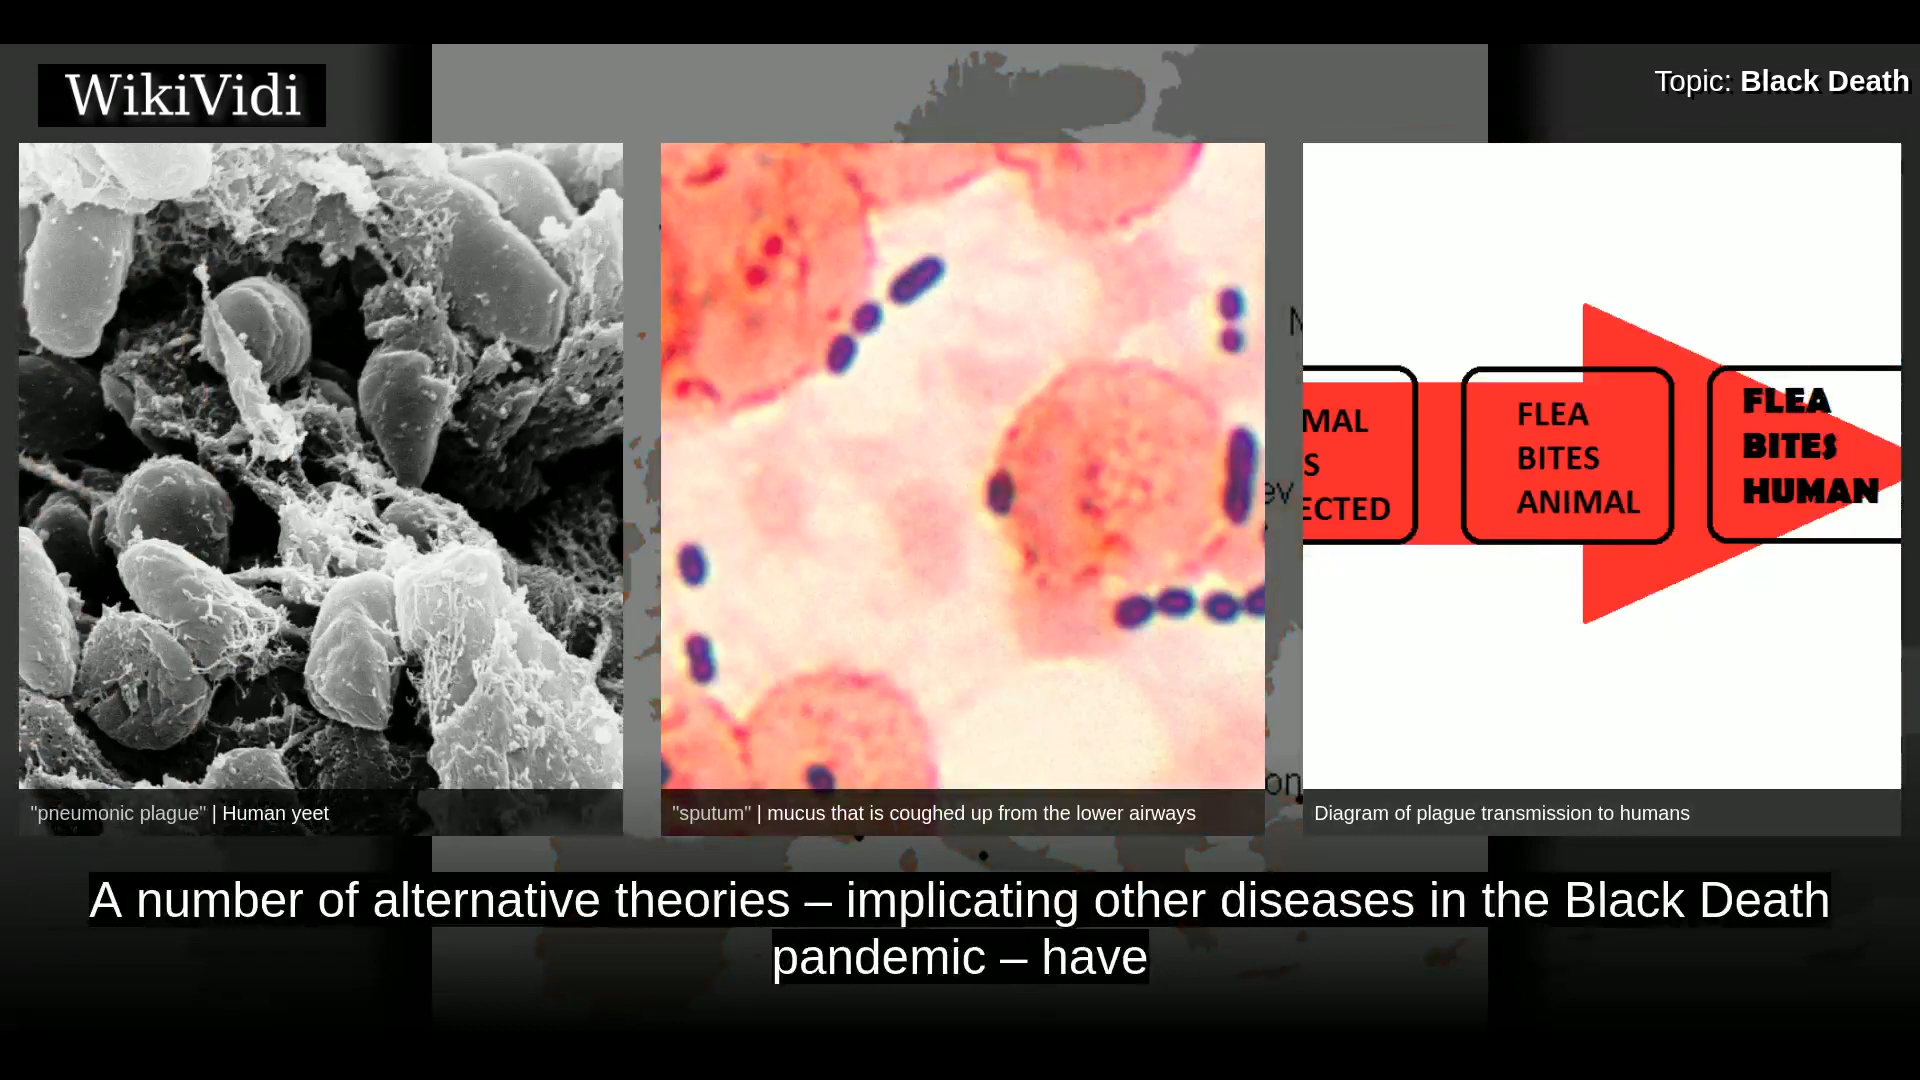 WikiVidi
Topic: Black Death
MAL
S
ECTED
FLEA
BITES
ANIMAL
FLEA
BITES
HUMAN
"pneumonic plague" | Human yeet
"sputum" | mucus that is coughed up from the lower airways
Diagram of plague transmission to humans
A number of alternative theories – implicating other diseases in the Black Death
pandemic – have